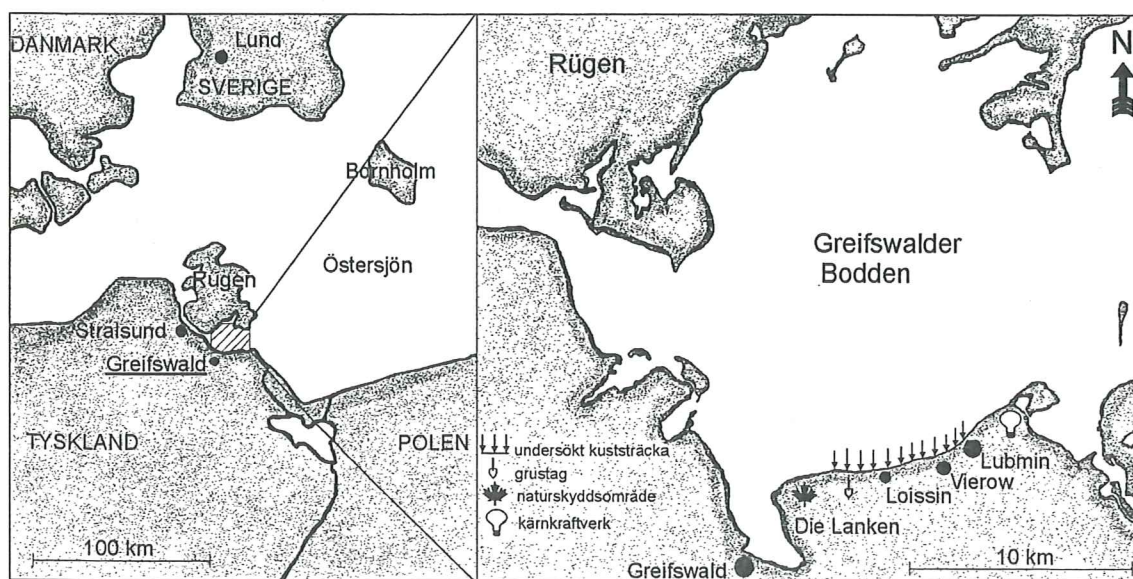 DANMARK
Lund
SVERIGE
Bornholm
Östersjön
Rügen
Stralsund
Greifswald
TYSKLAND
POLEN
100 km
Rügen
N
Greifswalder
Bodden
undersökt kuststräcka
grustag
naturskyddsområde
kärnkraftverk
Lubmin
Vierow
Loissin
Die Lanken
Greifswald
10 km